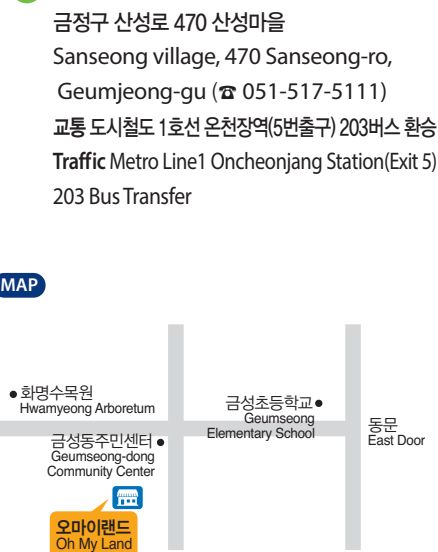 금정구 산성로 470 산성마을
Sanseong village, 470 Sanseong-ro,
Geumjeong-gu (☎ 051-517-5111)
교통 도시철도 1호선 온천장역(5번출구) 203버스 환승
Traffic Metro Line1 Oncheonjang Station(Exit 5)
203 Bus Transfer
MAP
화명수목원
Hwamyeong Arboretum
금성초등학교
Geumseong
Elementary School
동문
East Door
금성동주민센터
Geumseong-dong
Community Center
오마이랜드
Oh My Land